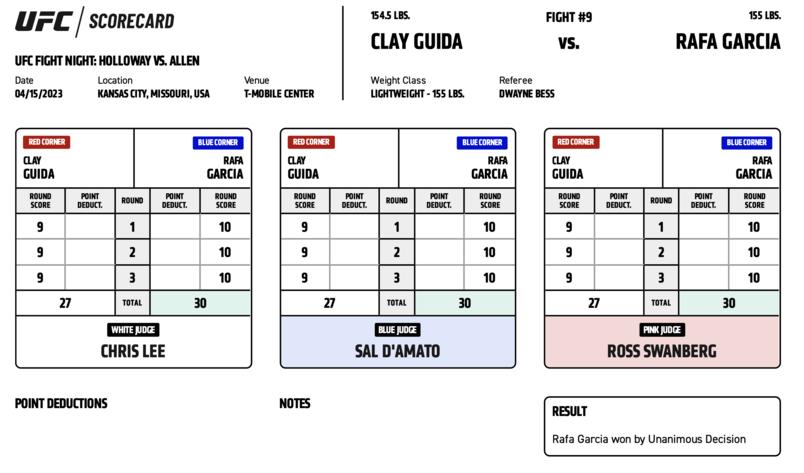 UFC SCORECARD
UFC FIGHT NIGHT: HOLLOWAY VS. ALLEN
Date Location Venue
04/15/2023 KANSAS CITY, MISSOURI, USA T-MOBILE CENTER
154.5 LBS. FIGHT #9 155 LBS.
CLAY GUIDA VS. RAFA GARCIA
Weight Class Referee
LIGHTWEIGHT - 155 LBS. DWAYNE BESS
RED CORNER BLUE CORNER
CLAY RAFA
GUIDA GARCIA
ROUND SCORE POINT DEDUCT. ROUND POINT DEDUCT. ROUND SCORE
9 1 10
9 2 10
9 3 10
27 TOTAL 30
WHITE JUDGE
CHRIS LEE
RED CORNER BLUE CORNER
CLAY RAFA
GUIDA GARCIA
ROUND SCORE POINT DEDUCT. ROUND POINT DEDUCT. ROUND SCORE
9 1 10
9 2 10
9 3 10
27 TOTAL 30
BLUE JUDGE
SAL D'AMATO
RED CORNER BLUE CORNER
CLAY RAFA
GUIDA GARCIA
ROUND SCORE POINT DEDUCT. ROUND POINT DEDUCT. ROUND SCORE
9 1 10
9 2 10
9 3 10
27 TOTAL 30
PINK JUDGE
ROSS SWANBERG
POINT DEDUCTIONS
NOTES
RESULT
Rafa Garcia won by Unanimous Decision